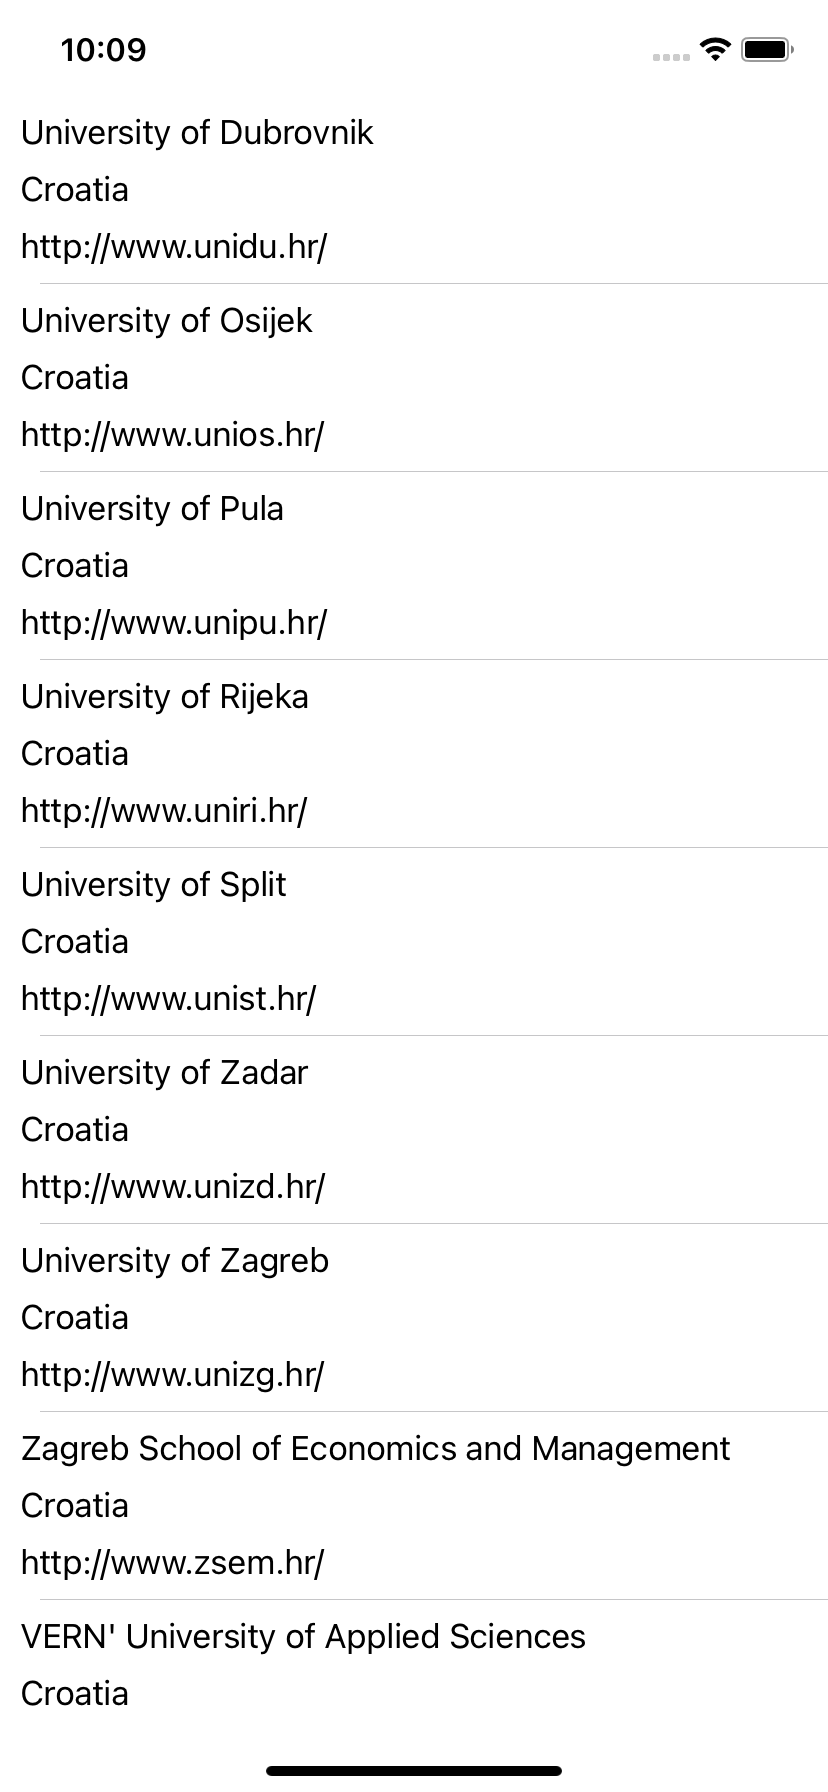 10:09
University of Dubrovnik
Croatia
http://www.unidu.hr/
University of Osijek
Croatia
http://www.unios.hr/
University of Pula
Croatia
http://www.unipu.hr/
University of Rijeka
Croatia
http://www.uniri.hr/
University of Split
Croatia
http://www.unist.hr/
University of Zadar
Croatia
http://www.unizd.hr/
University of Zagreb
Croatia
http://www.unizg.hr/
Zagreb School of Economics and Management
Croatia
http://www.zsem.hr/
VERN' University of Applied Sciences
Croatia